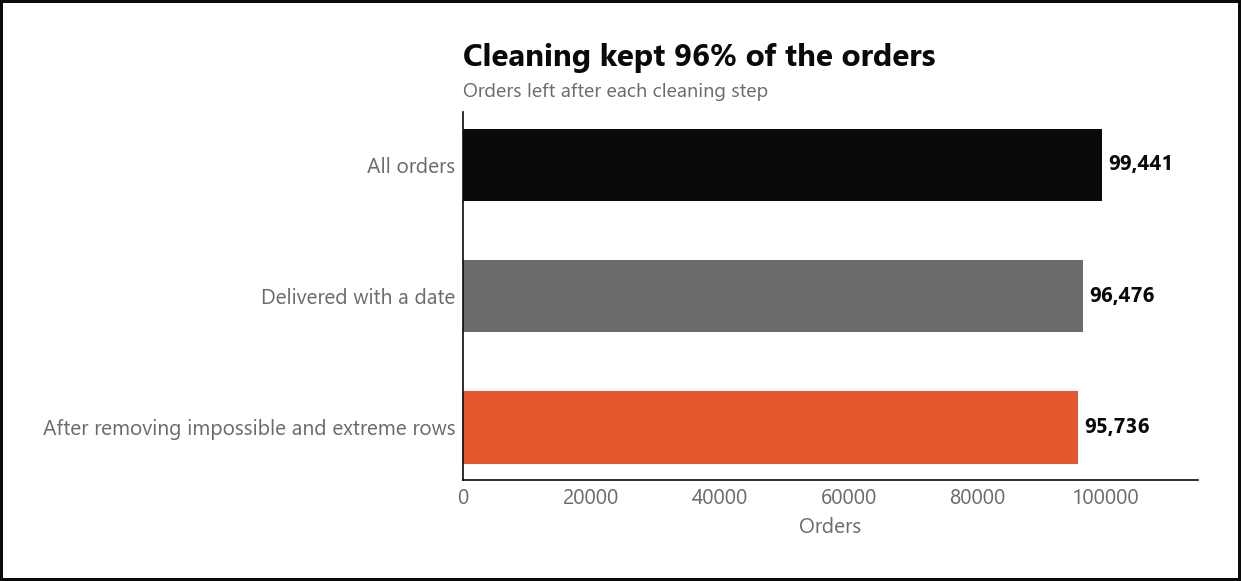 Cleaning kept 96% of the orders
Orders left after each cleaning step
All orders
99,441
Delivered with a date
96,476
After removing impossible and extreme rows
95,736
0 20000 40000 60000 80000 100000
Orders